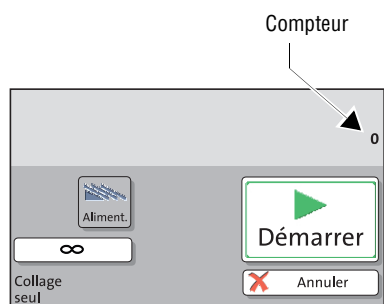 Compteur
0
Aliment.
∞
Démarrer
Collage
seul
Annuler